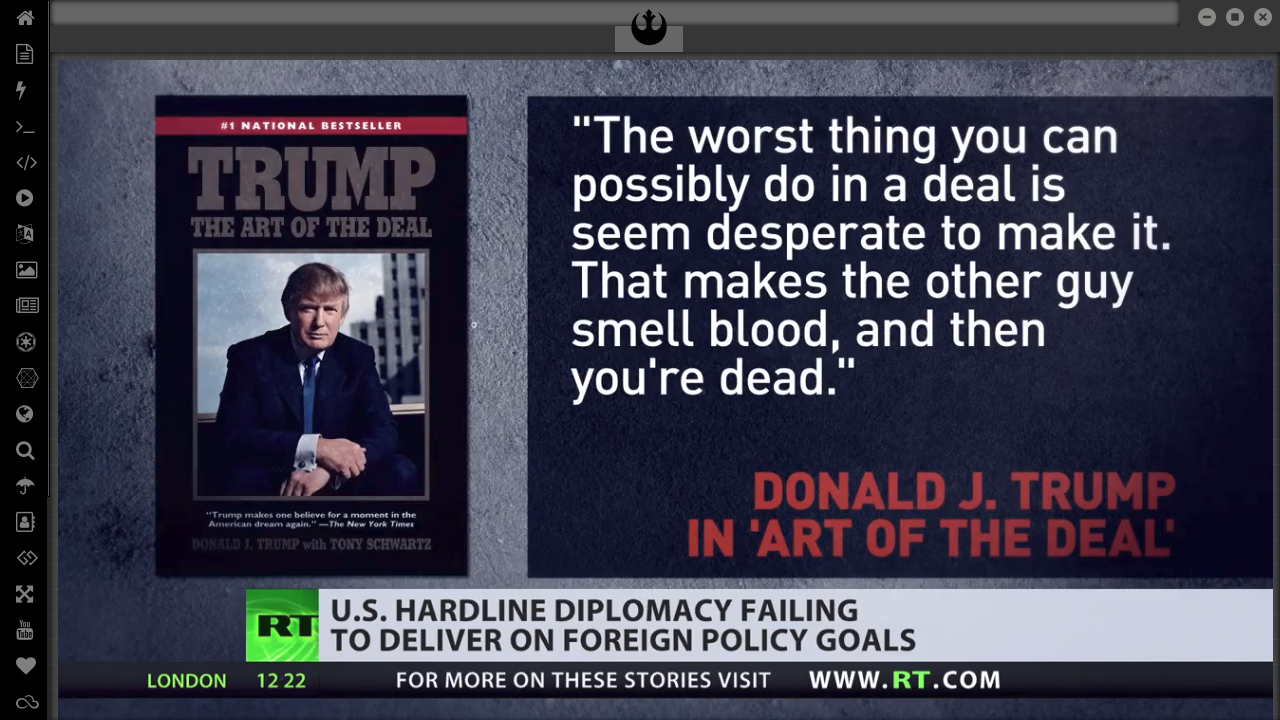 #1 NATIONAL BESTSELLER
TRUMP
THE ART OF THE DEAL
"Trump makes one believe for a moment in the
American dream again." —The New York Times
DONALD J. TRUMP with TONY SCHWARTZ
"The worst thing you can
possibly do in a deal is
seem desperate to make it.
That makes the other guy
smell blood, and then
you're dead."
DONALD J. TRUMP
IN 'ART OF THE DEAL'
RT
U.S. HARDLINE DIPLOMACY FAILING
TO DELIVER ON FOREIGN POLICY GOALS
LONDON 12 22 FOR MORE ON THESE STORIES VISIT WWW.RT.COM
You
Tube